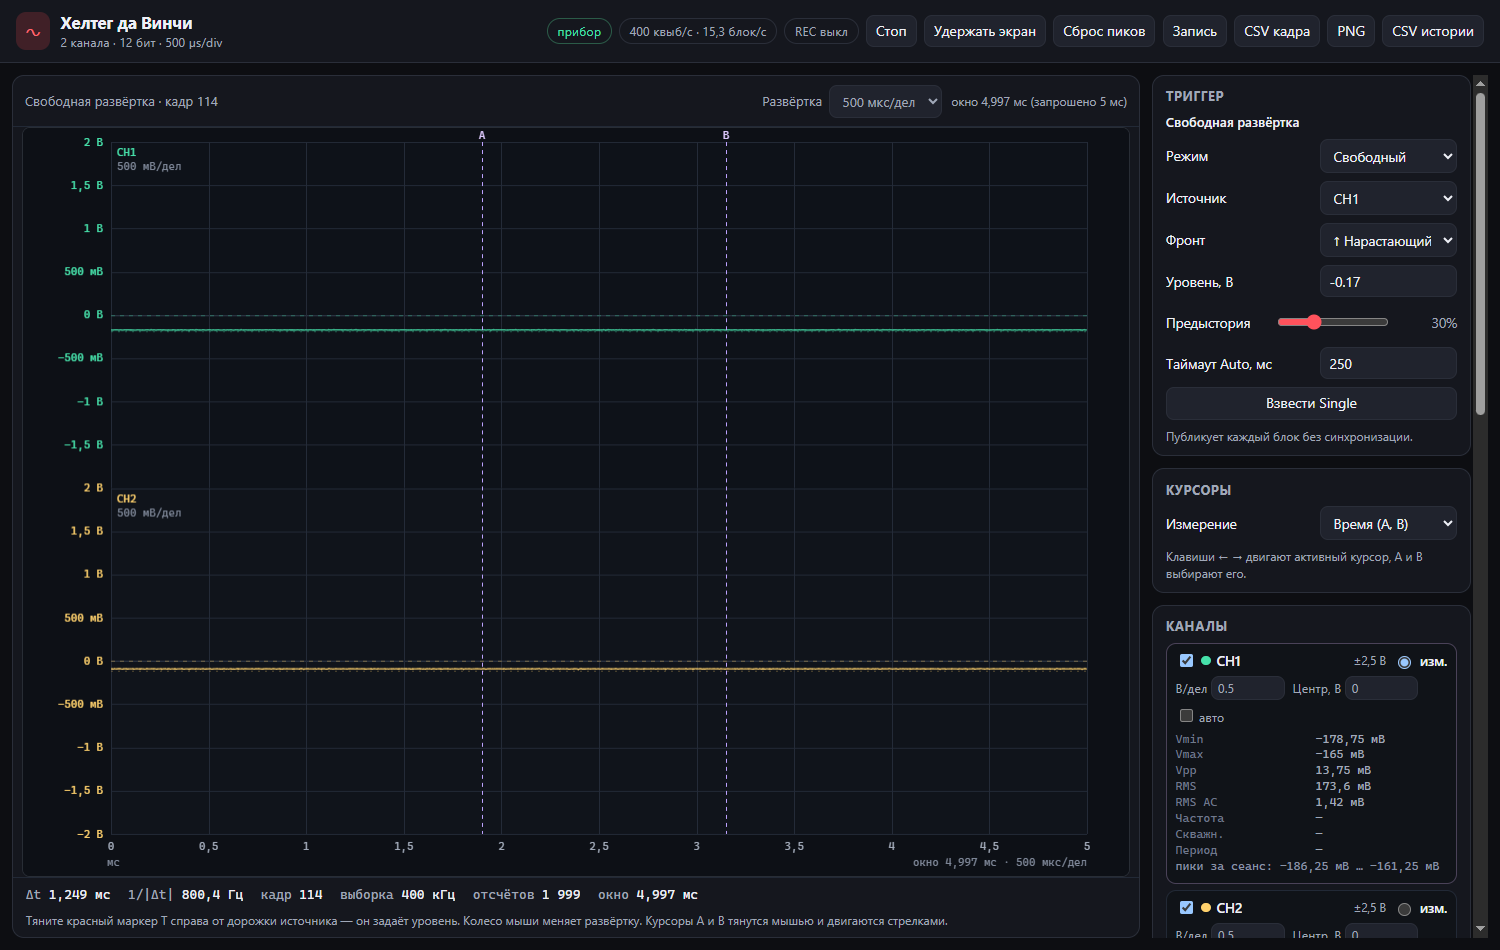 Хелтег да Винчи
2 канала · 12 бит · 500 µs/div
прибор
400 квыб/с · 15,3 блок/с
REC выкл
Стоп
Удержать экран
Сброс пиков
Запись
CSV кадра
PNG
CSV истории
Свободная развёртка · кадр 114
Развёртка
500 мкс/дел
окно 4,997 мс (запрошено 5 мс)
A
B
2 В
CH1
500 мВ/дел
1,5 В
1 В
500 мВ
0 В
−500 мВ
−1 В
−1,5 В
2 В
CH2
500 мВ/дел
1,5 В
1 В
500 мВ
0 В
−500 мВ
−1 В
−1,5 В
−2 В
0
0,5
1
1,5
2
2,5
3
3,5
4
4,5
5
мс
окно 4,997 мс · 500 мкс/дел
Δt 1,249 мс 1/|Δt| 800,4 Гц кадр 114 выборка 400 кГц отсчётов 1 999 окно 4,997 мс
Тяните красный маркер T справа от дорожки источника — он задаёт уровень. Колесо мыши меняет развёртку. Курсоры A и B тянутся мышью и двигаются стрелками.
ТРИГГЕР
Свободная развёртка
Режим
Свободный
Источник
CH1
Фронт
↑ Нарастающий
Уровень, В
-0.17
Предыстория
30%
Таймаут Auto, мс
250
Взвести Single
Публикует каждый блок без синхронизации.
КУРСОРЫ
Измерение
Время (A, B)
Клавиши ← → двигают активный курсор, A и B
выбирают его.
КАНАЛЫ
CH1
±2,5 В
изм.
В/дел 0.5 Центр, В 0
авто
Vmin −178,75 мВ
Vmax −165 мВ
Vpp 13,75 мВ
RMS 173,6 мВ
RMS AC 1,42 мВ
Частота —
Скважн. —
Период —
пики за сеанс: −186,25 мВ … −161,25 мВ
CH2
±2,5 В
изм.
В/дел 0.5 Центр, В 0